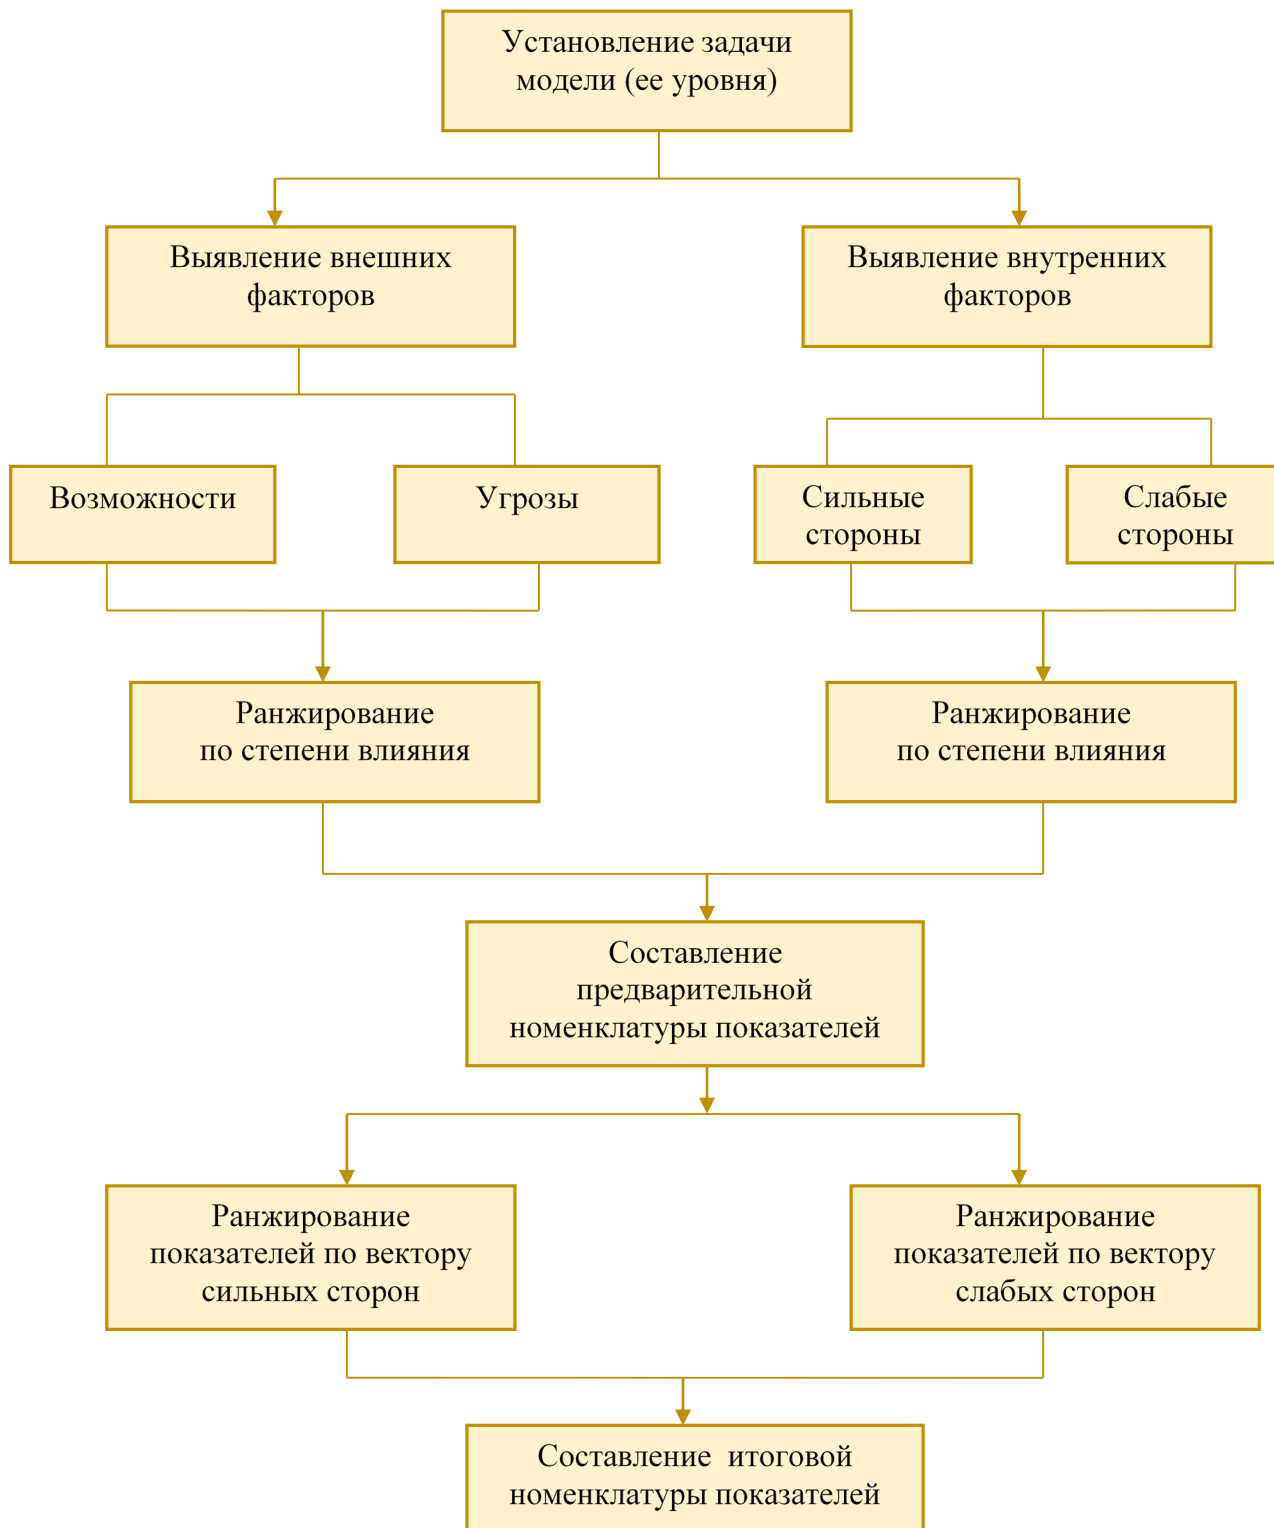 Установление задачи
модели (ее уровня)
Выявление внешних
факторов
Выявление внутренних
факторов
Возможности
Угрозы
Сильные
стороны
Слабые
стороны
Ранжирование
по степени влияния
Ранжирование
по степени влияния
Составление
предварительной
номенклатуры показателей
Ранжирование
показателей по вектору
сильных сторон
Ранжирование
показателей по вектору
слабых сторон
Составление итоговой
номенклатуры показателей